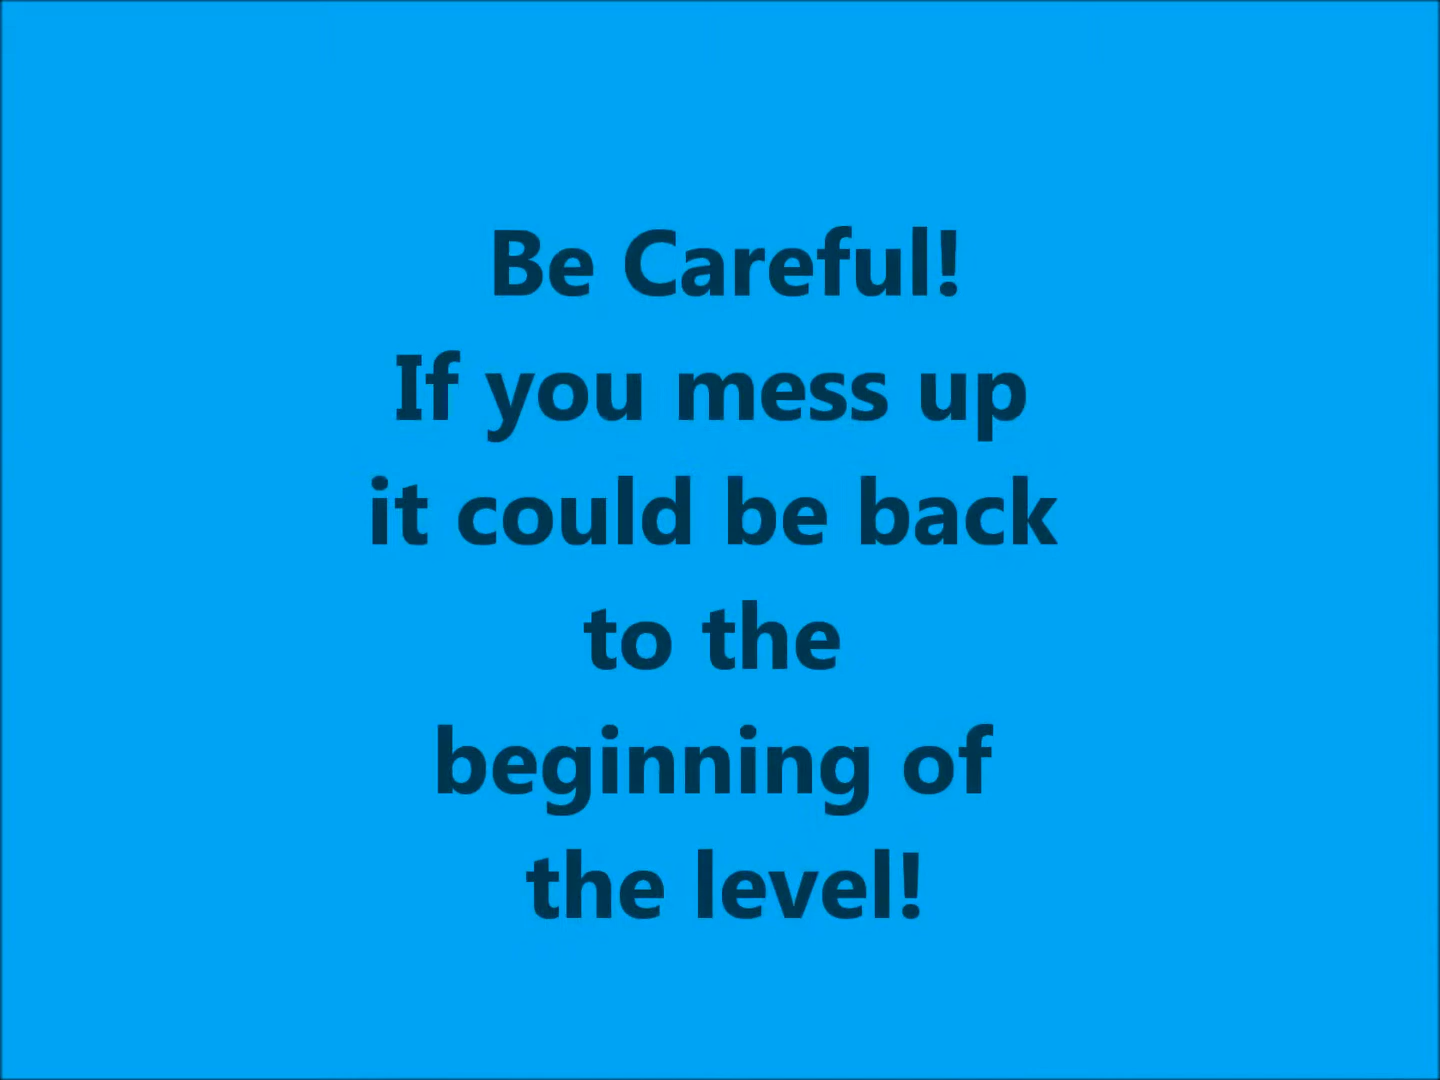 Be Careful!
If you mess up
it could be back
to the
beginning of
the level!